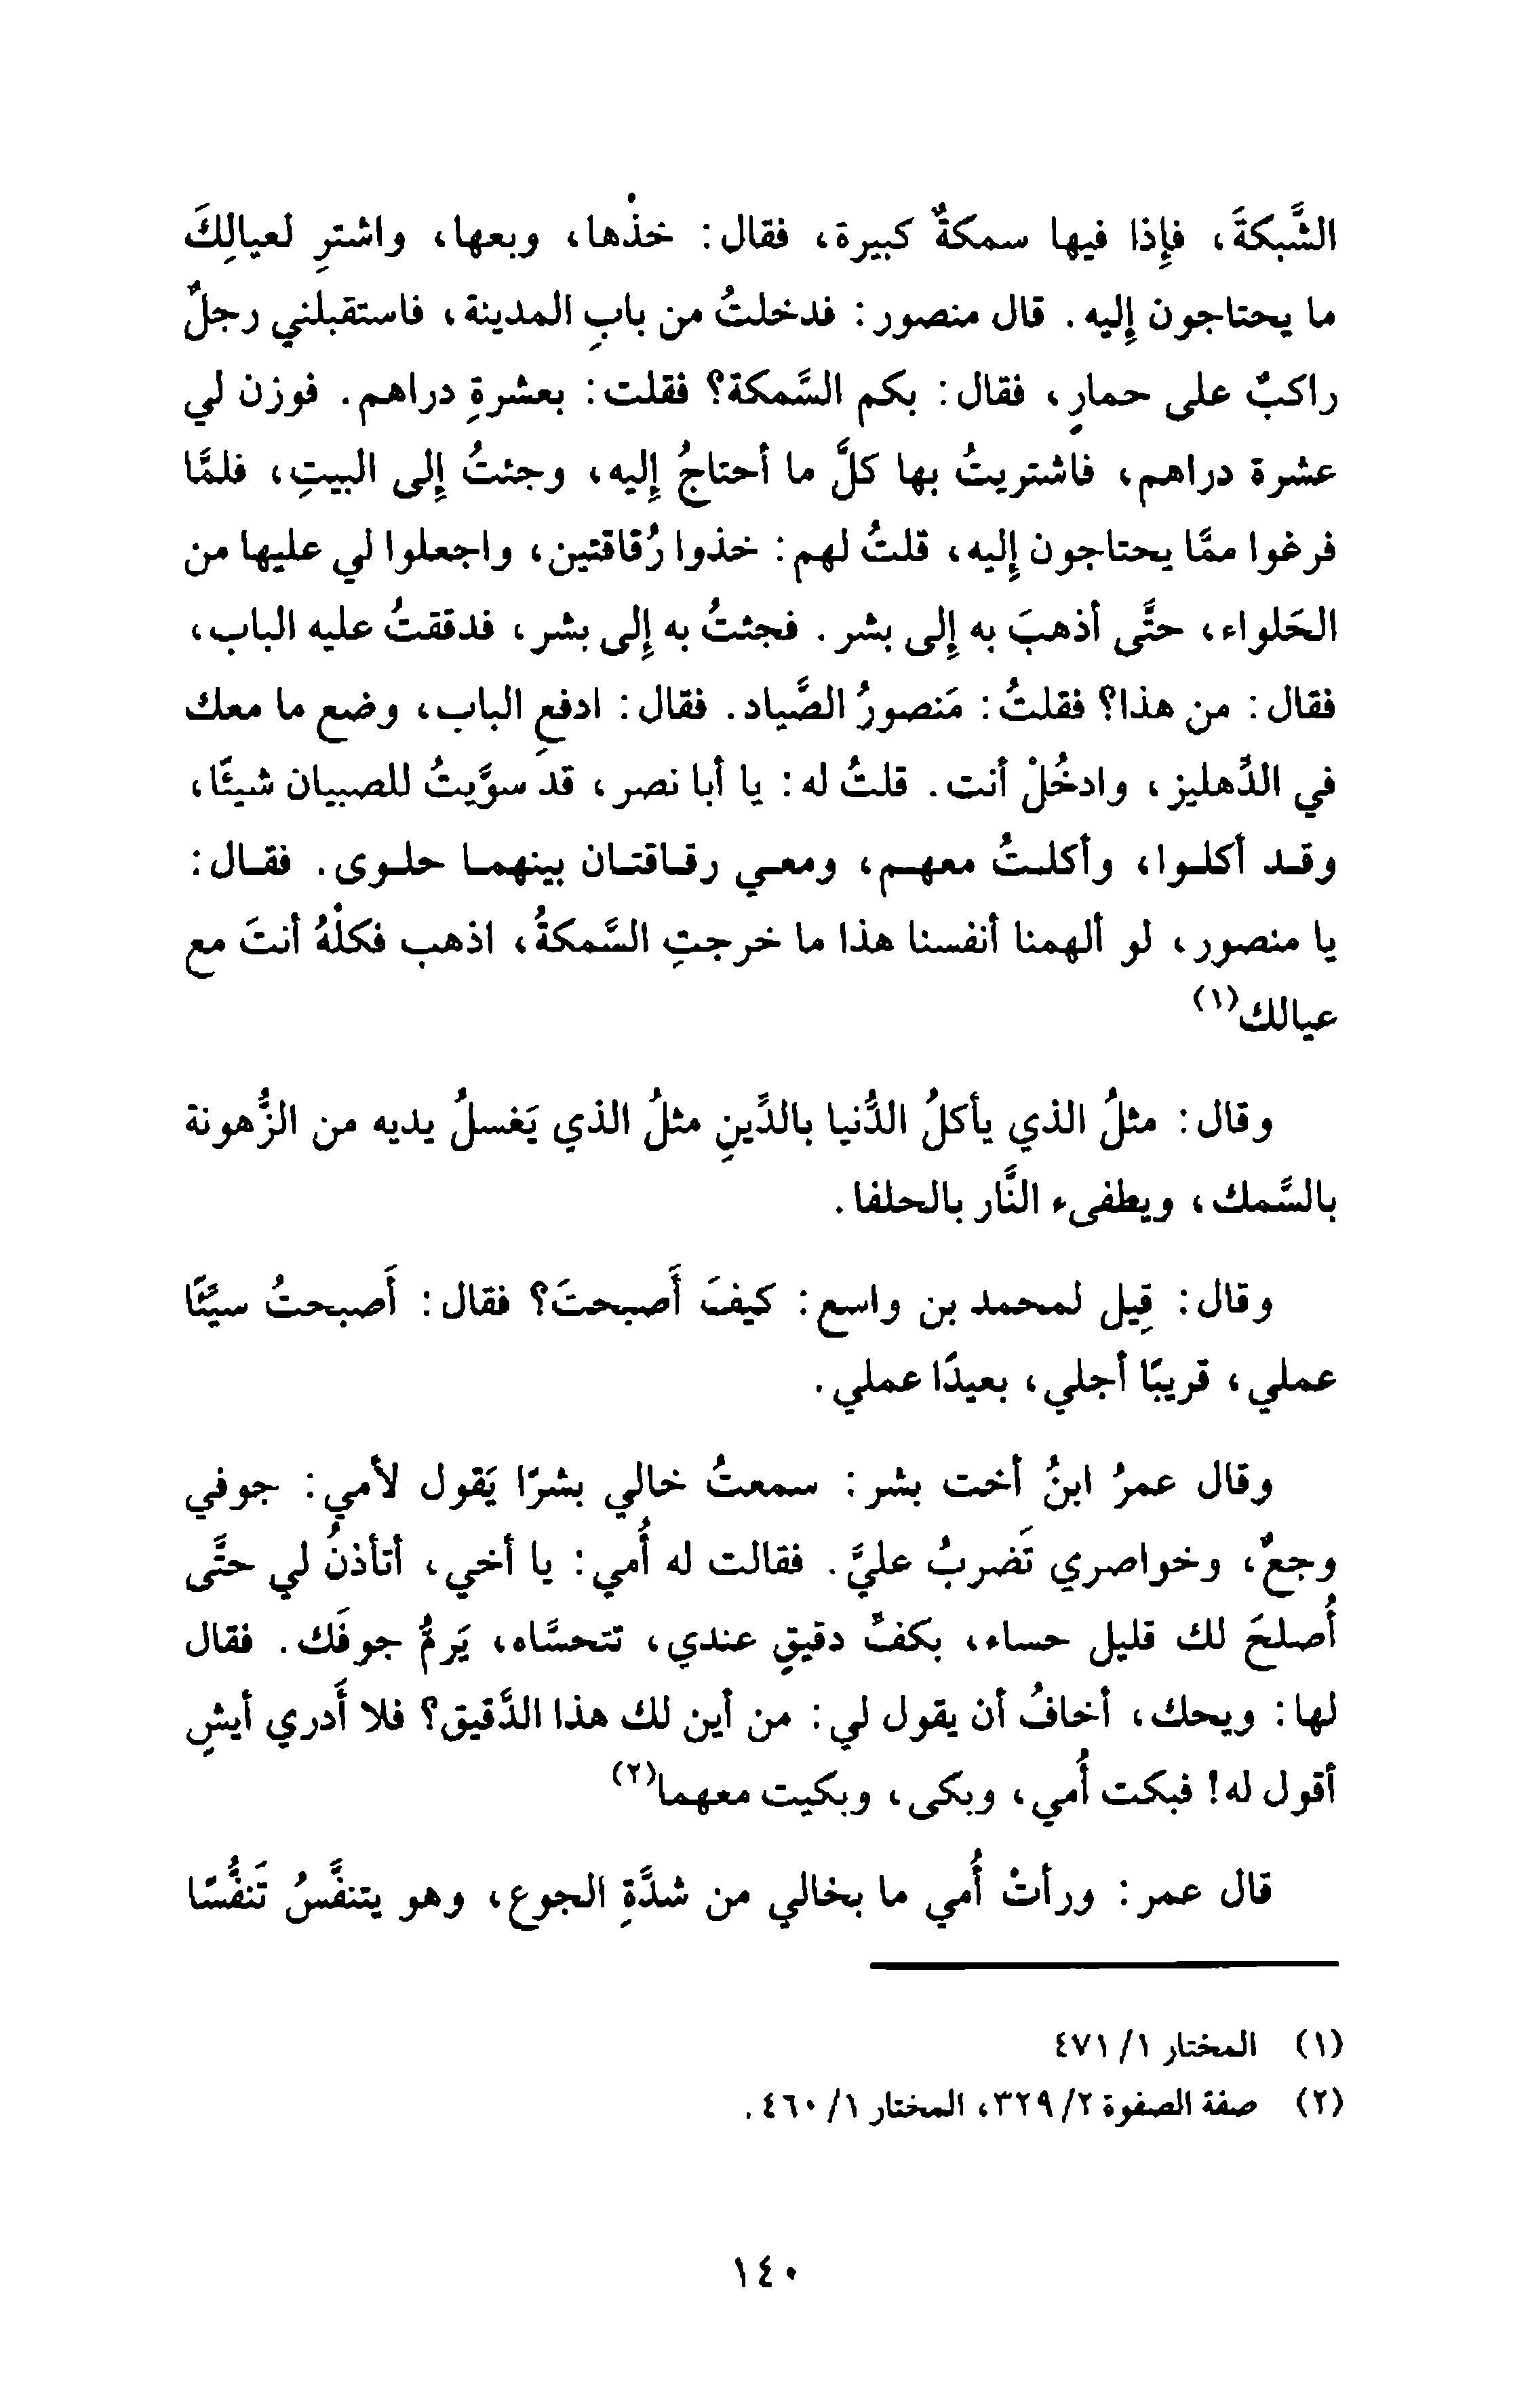 الشَّبكةَ، فإِذا فيها سمكةٌ كبيرة، فقال: خذْها، وبعها، واشترِ لعيالِكَ
ما يحتاجون إِليه. قال منصور: فدخلتُ من بابِ المدينة، فاستقبلني رجلٌ
راكبٌ على حمارٍ، فقال: بكم السَّمكة؟ فقلت: بعشرةِ دراهم. فوزن لي
عشرة دراهم، فاشتريتُ بها كلَّ ما أحتاجُ إِليه، وجئتُ إِلى البيتِ، فلمَّا
فرغوا ممَّا يحتاجون إِليه، قلتُ لهم: خذوا رُقاقتين، واجعلوا لي عليها من
الحَلواء، حتَّى أذهبَ به إِلى بشر. فجئتُ به إِلى بشر، فدققتُ عليه الباب،
فقال: من هذا؟ فقلتُ: مَنصورُ الصَّياد. فقال: ادفعِ الباب، وضع ما معك
في الدِّهليز، وادخُلْ أنت. قلتُ له: يا أبا نصر، قد سوَّيتُ للصبيان شيئًا،
وقد أكلوا، وأكلتُ معهم، ومعي رقاقتان بينهما حلوى. فقال:
يا منصور، لو ألهمنا أنفسنا هذا ما خرجتِ السَّمكةُ، اذهب فكلْهُ أنتَ مع
عيالك(١)
وقال: مثلُ الذي يأكلُ الدُّنيا بالدِّينِ مثلُ الذي يَغسلُ يديه من الزُّهونة
بالسَّمك، ويطفىء النَّار بالحلفا.
وقال: قِيل لمحمد بن واسع: كيفَ أَصبحتَ؟ فقال: أَصبحتُ سيِّئًا
عملي، قريبًا أجلي، بعيدًا عملي.
وقال عمرُ ابنُ أخت بشر: سمعتُ خالي بشرًا يَقول لأمي: جوفي
وجعٌ، وخواصري تَضربُ عليَّ. فقالت له أُمي: يا أخي، أتأذنُ لي حتَّى
أُصلحَ لك قليل حساء، بكفِّ دقيقٍ عندي، تتحسَّاه، يَرمُّ جوفَك. فقال
لها: ويحك، أخافُ أن يقول لي: من أين لك هذا الدَّقيق؟ فلا أَدري أيشٍ
أقول له! فبكت أُمي، وبكى، وبكيت معهما(٢)
قال عمر: ورأتْ أُمي ما بخالي من شدَّةِ الجوع، وهو يتنفَّسُ تَنفُّسًا
(١) المختار ١/ ٤٧١
(٢) صفة الصفوة ٢/ ٣٢٩، المختار ١/ ٤٦٠.
١٤٠